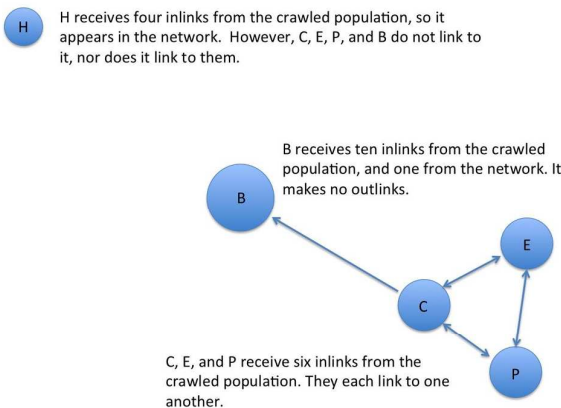 H
H receives four inlinks from the crawled population, so it
appears in the network.  However, C, E, P, and B do not link to
it, nor does it link to them.
B receives ten inlinks from the crawled
population, and one from the network. It
makes no outlinks.
B
E
C
C, E, and P receive six inlinks from the
crawled population. They each link to one
another.
P